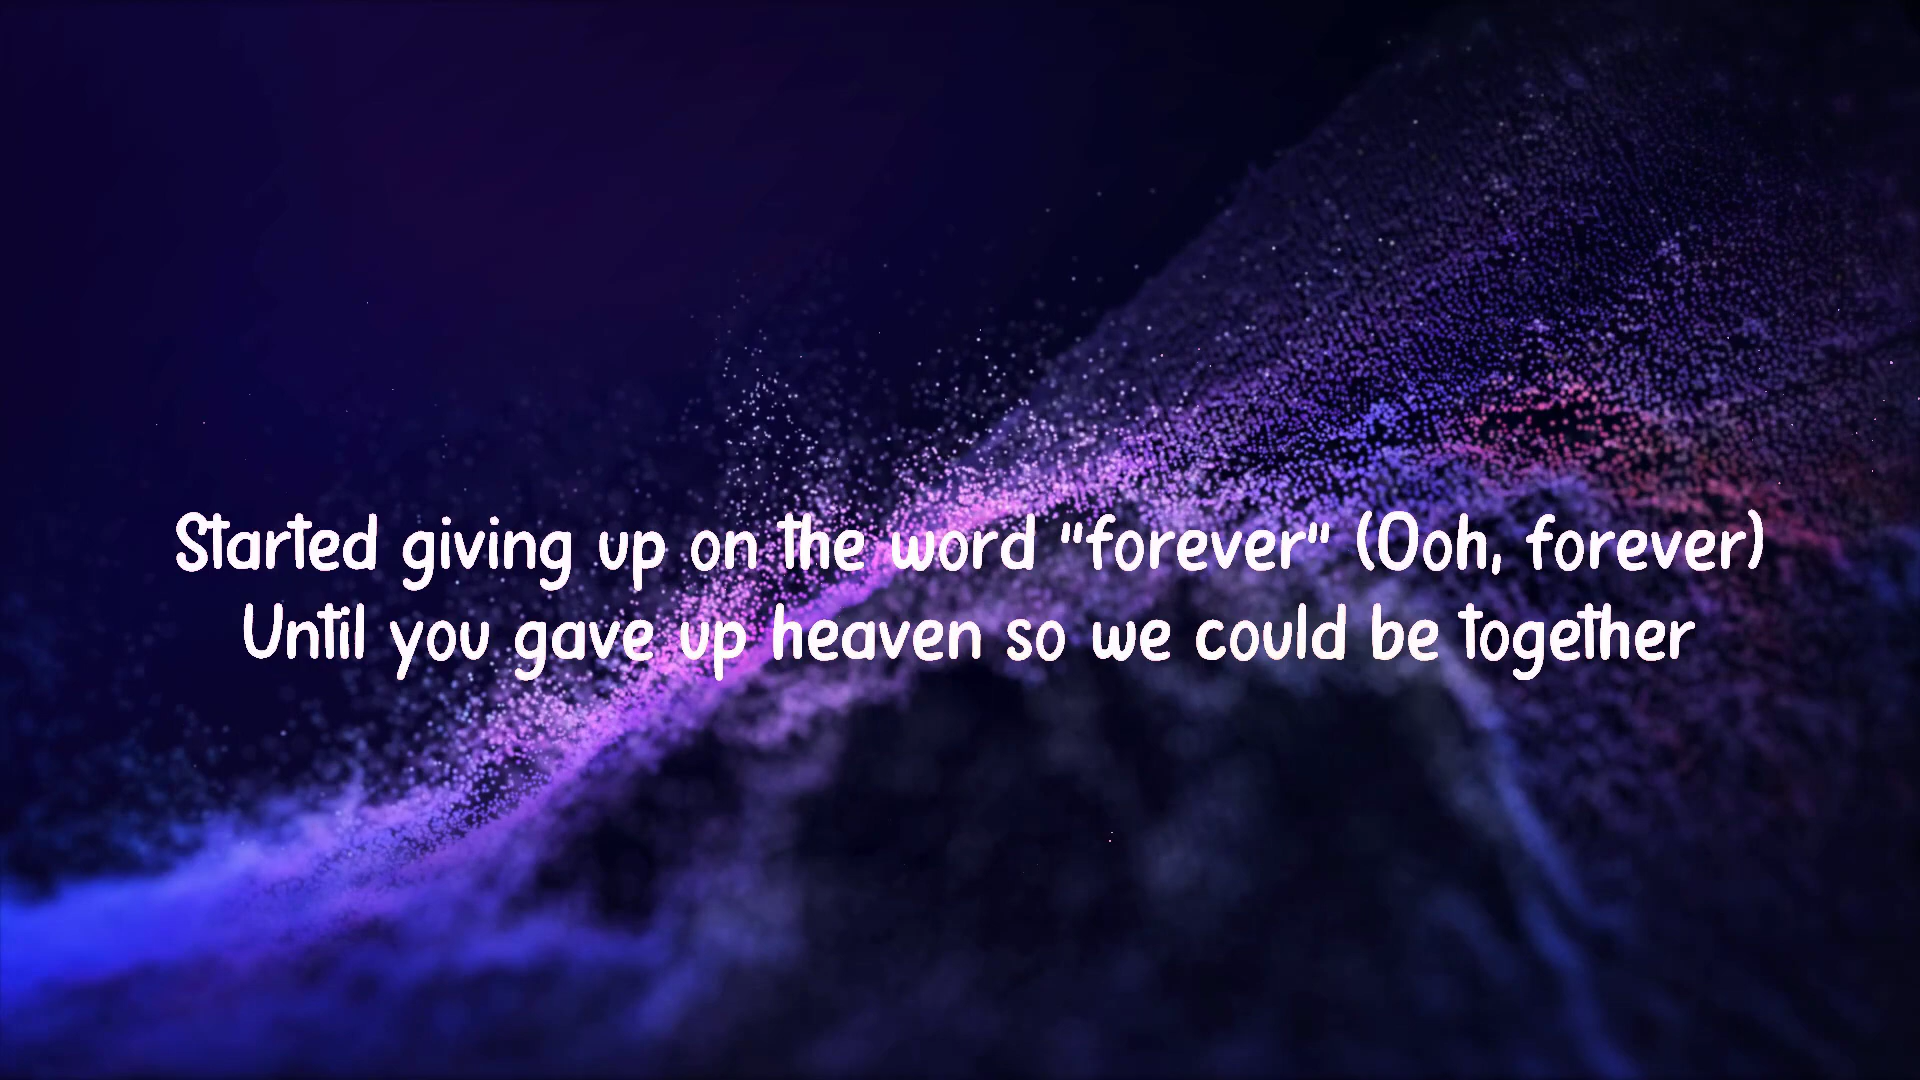 Started giving up on the word "forever" (Ooh, forever)
Until you gave up heaven so we could be together